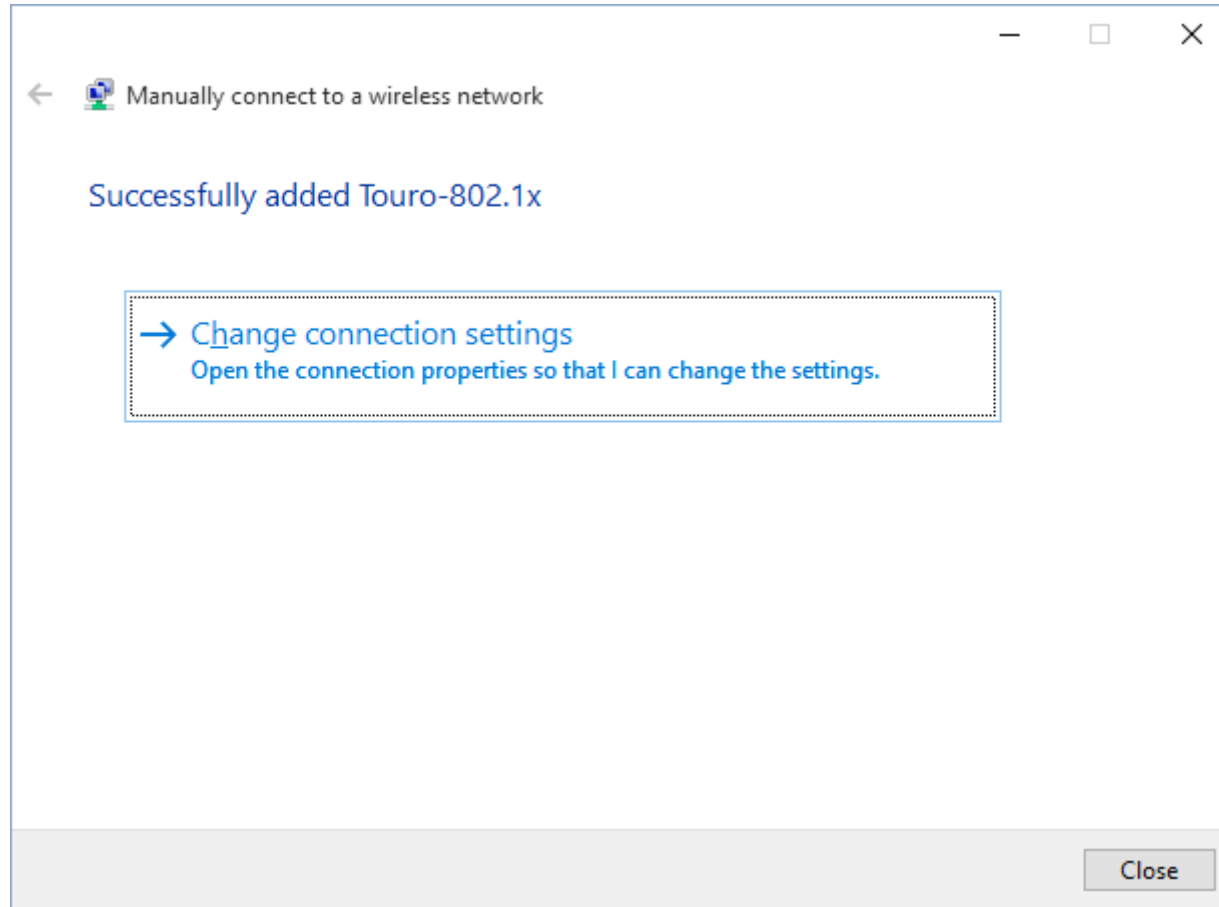 Manually connect to a wireless network
Successfully added Touro-802.1x
Change connection settings
Open the connection properties so that I can change the settings.
Close